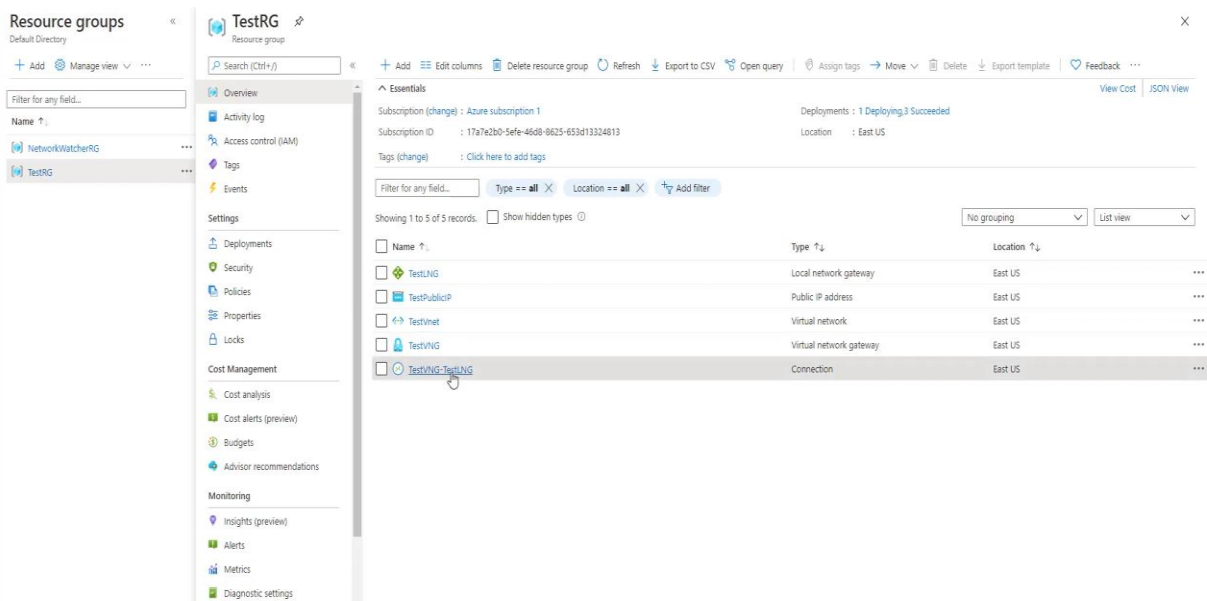 Resource groups
Default Directory
Add Manage view
Filter for any field...
Name
NetworkWatcherRG
TestRG
TestRG
Resource group
Search (Ctrl+/)
Overview
Activity log
Access control (IAM)
Tags
Events
Settings
Deployments
Security
Policies
Properties
Locks
Cost Management
Cost analysis
Cost alerts (preview)
Budgets
Advisor recommendations
Monitoring
Insights (preview)
Alerts
Metrics
Diagnostic settings
Add Edit columns Delete resource group Refresh Export to CSV Open query Assign tags Move Delete Export template Feedback
Essentials View Cost JSON View
Subscription (change) : Azure subscription 1 Deployments : 1 Deploying,3 Succeeded
Subscription ID : 17a7e2b0-5efe-46d8-8625-653d13324813 Location : East US
Tags (change) : Click here to add tags
Filter for any field... Type == all Location == all Add filter
Showing 1 to 5 of 5 records. Show hidden types No grouping List view
Name Type Location
TestLNG Local network gateway East US
TestPublicIP Public IP address East US
TestVnet Virtual network East US
TestVNG Virtual network gateway East US
TestVNG-TestLNG Connection East US